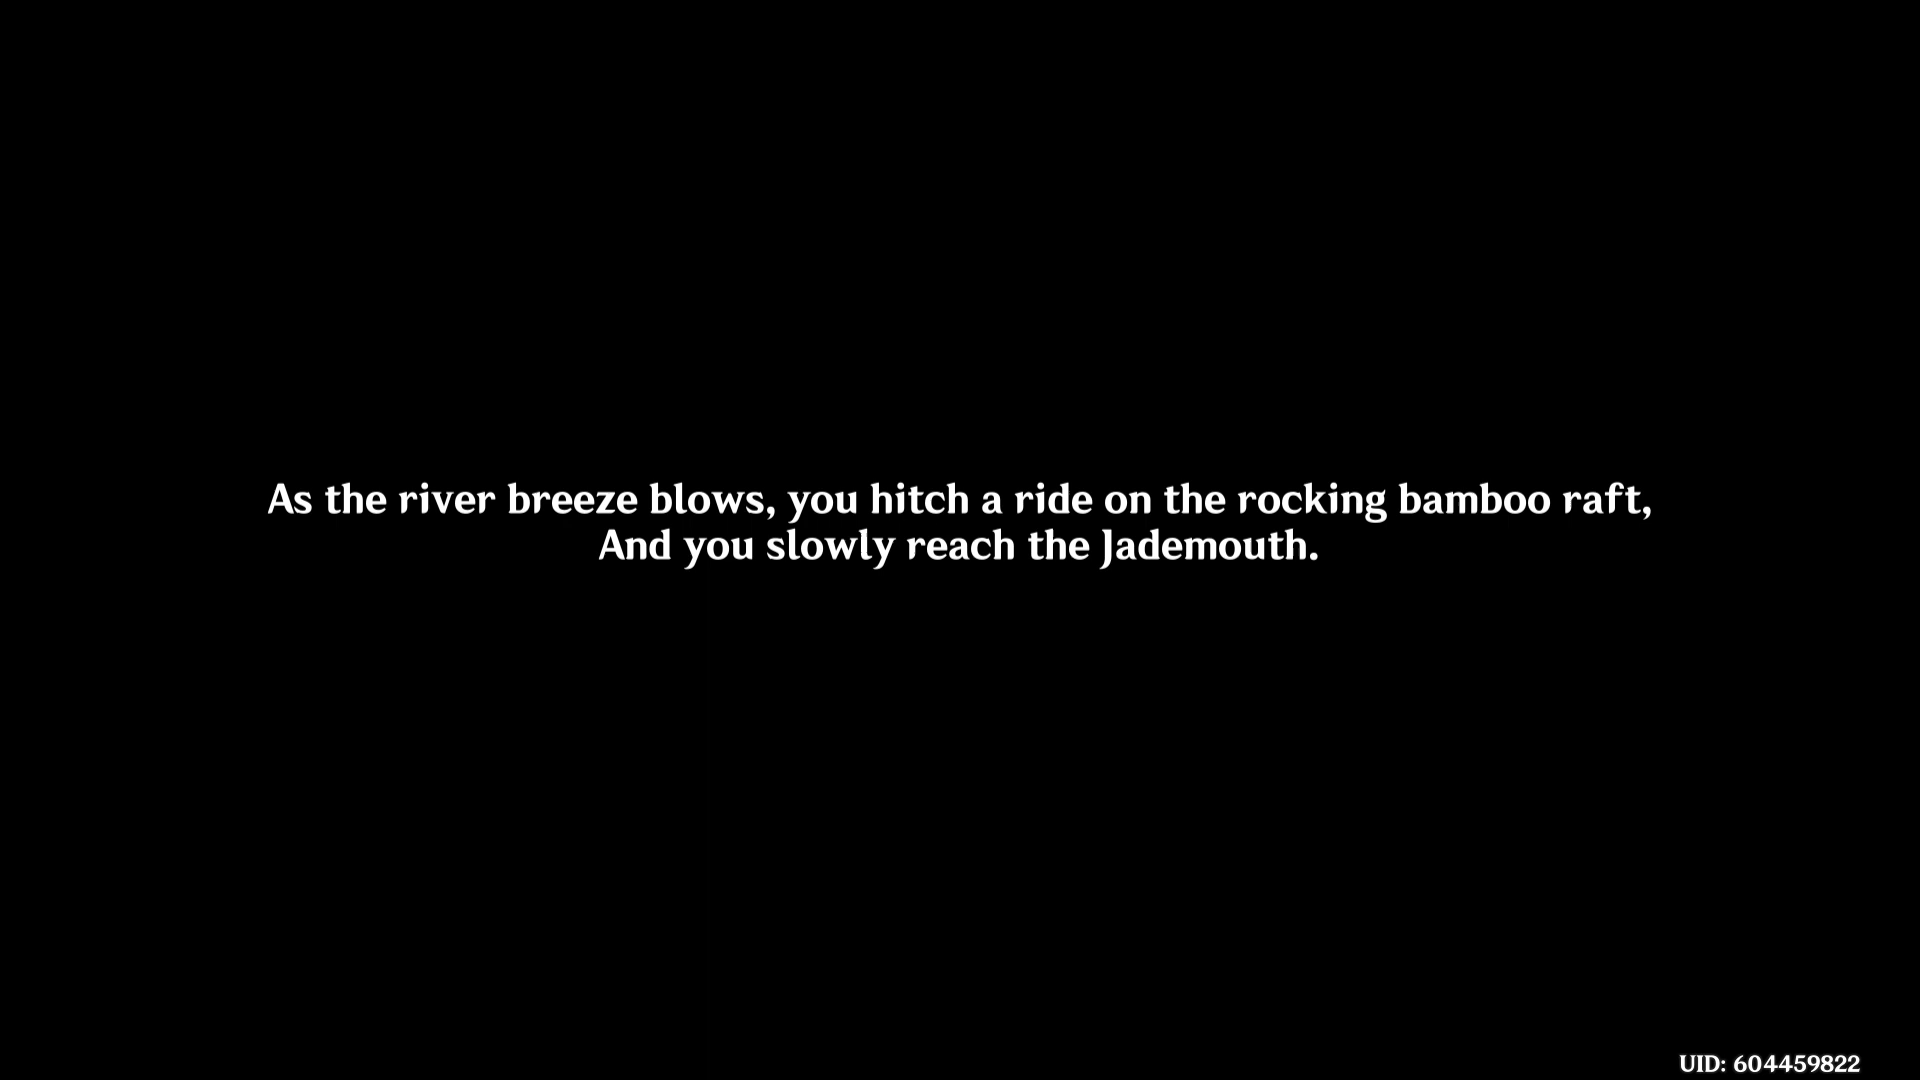 As the river breeze blows, you hitch a ride on the rocking bamboo raft,
And you slowly reach the Jademouth.
UID: 604459822